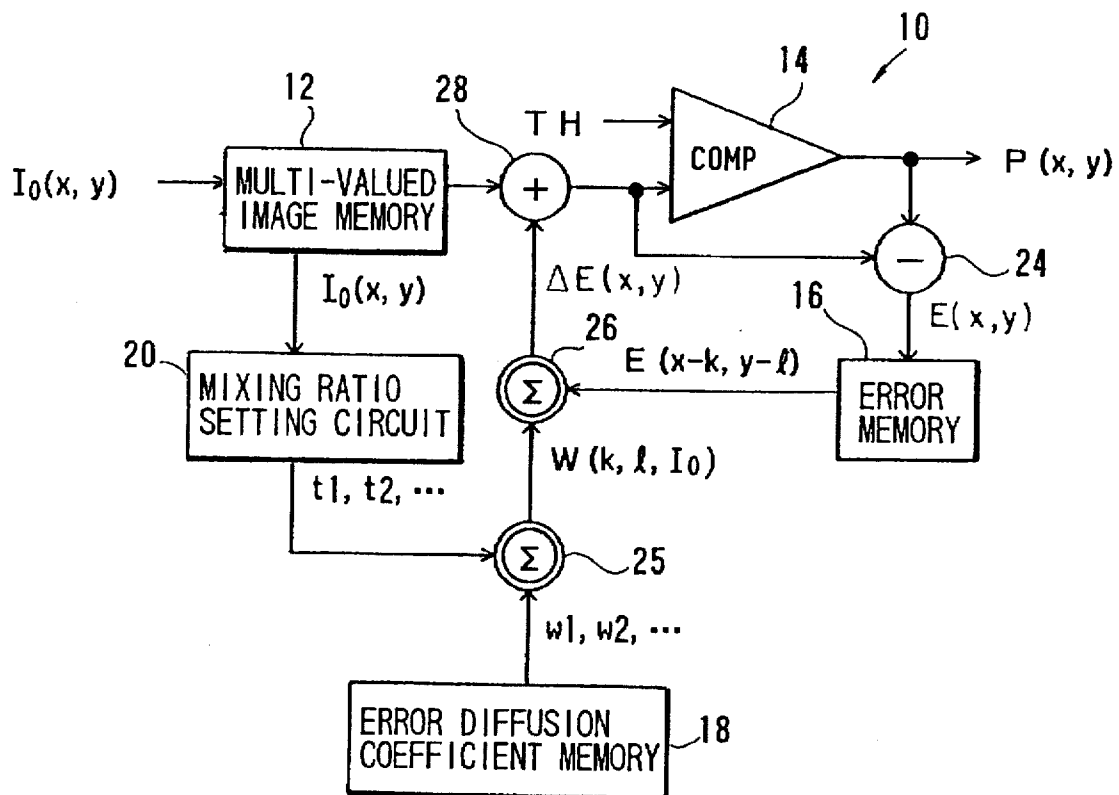 10
14
12
28
TH
COMP
P (x, y)
I₀(x, y)
MULTI-VALUED
IMAGE MEMORY
+
−
24
I₀(x, y)
ΔE(x,y)
16
E(x,y)
20
26
E (x-k, y-ℓ)
MIXING RATIO
SETTING CIRCUIT
Σ
ERROR
MEMORY
W (k, ℓ, I₀)
t1, t2, ···
Σ
25
w1, w2, ···
ERROR DIFFUSION
COEFFICIENT MEMORY
18